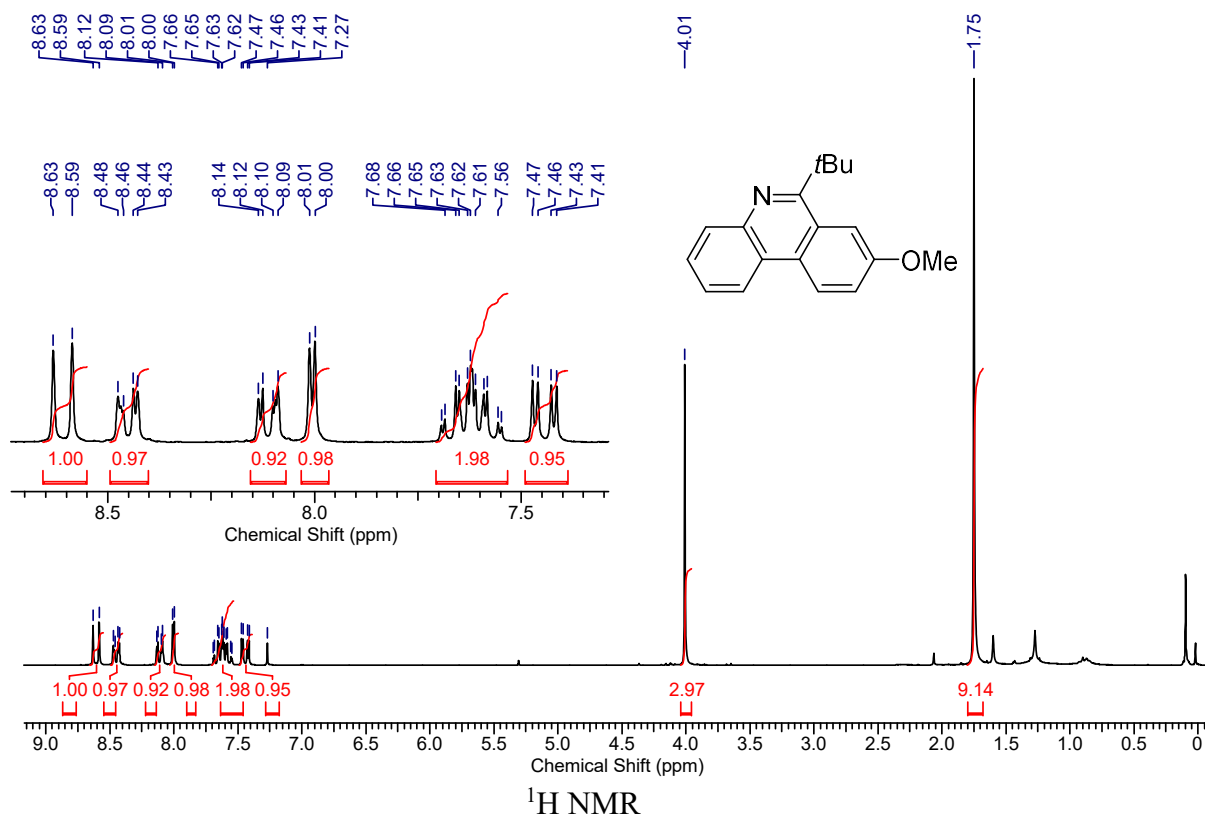 8.63 8.59 8.12 8.09 8.01 8.00 7.66 7.65 7.63 7.62 7.47 7.46 7.43 7.41 7.27
4.01
1.75
8.63 8.59 8.48 8.46 8.44 8.43 8.14 8.12 8.10 8.09 8.01 8.00 7.68 7.66 7.65 7.63 7.62 7.61 7.56 7.47 7.46 7.43 7.41
tBu
N
OMe
1.00 0.97 0.92 0.98 1.98 0.95
8.5 8.0 7.5
Chemical Shift (ppm)
1.00 0.97 0.92 0.98 1.98 0.95 2.97 9.14
9.0 8.5 8.0 7.5 7.0 6.5 6.0 5.5 5.0 4.5 4.0 3.5 3.0 2.5 2.0 1.5 1.0 0.5 0
Chemical Shift (ppm)
¹H NMR